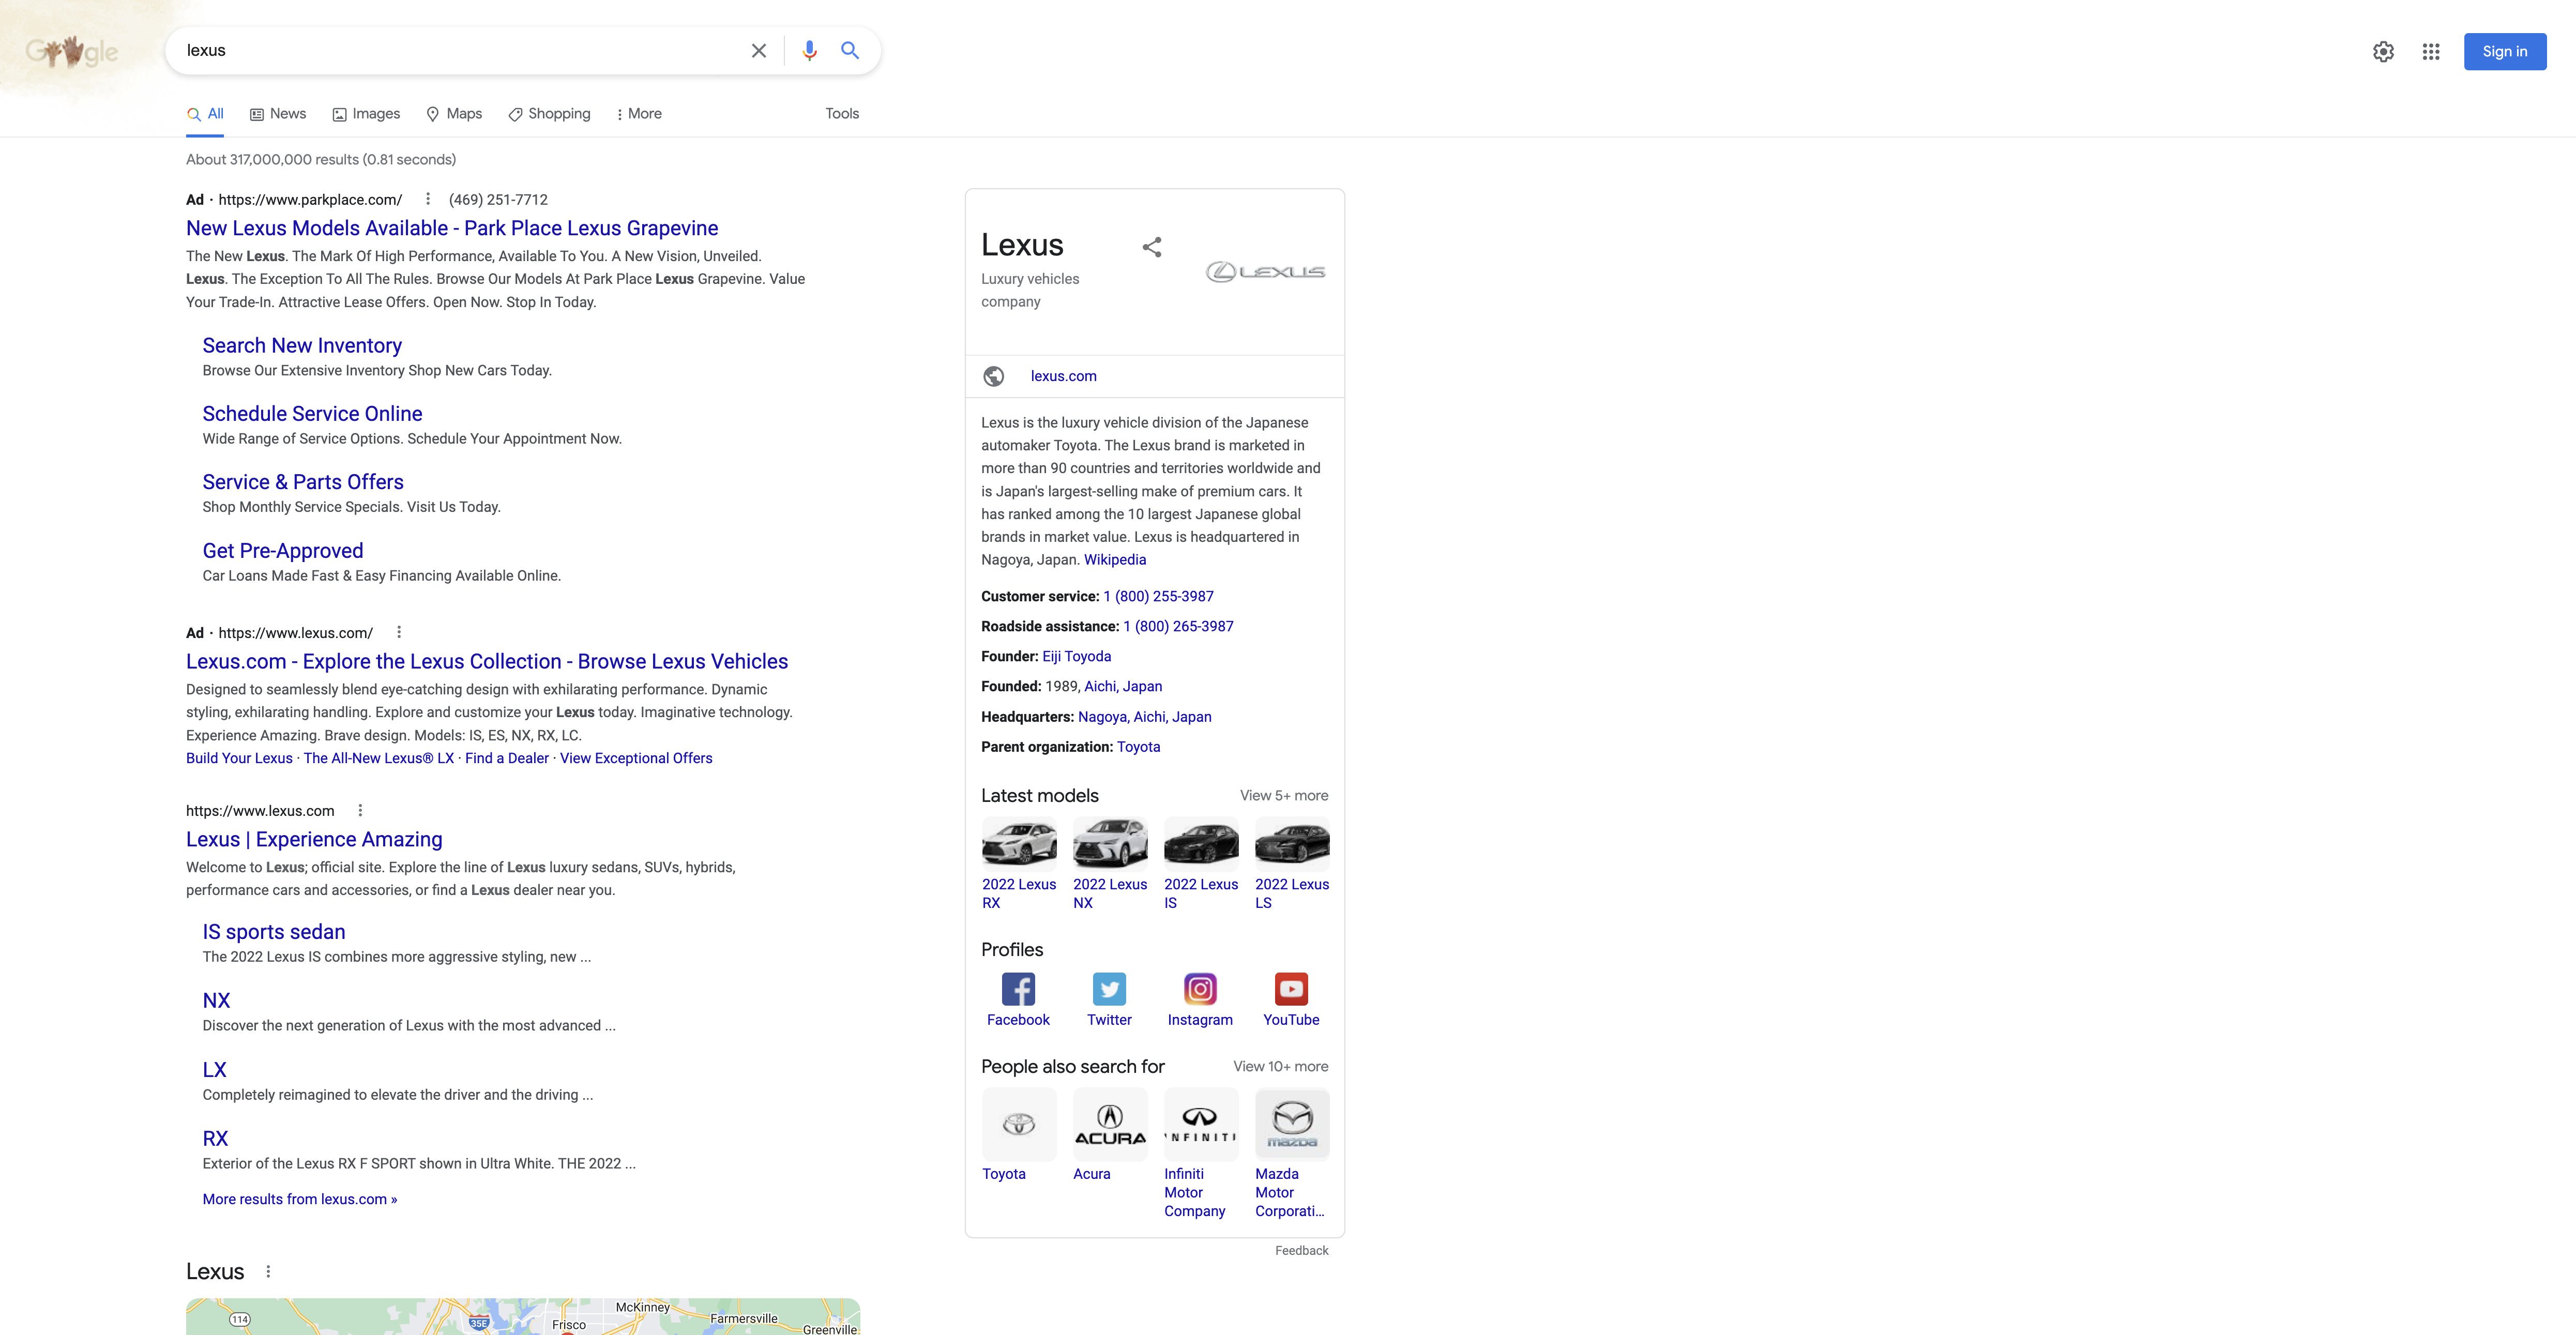 Google
lexus
Sign in
All
News
Images
Maps
Shopping
More
Tools
About 317,000,000 results (0.81 seconds)
Ad · https://www.parkplace.com/ (469) 251-7712
New Lexus Models Available - Park Place Lexus Grapevine
The New Lexus. The Mark Of High Performance, Available To You. A New Vision, Unveiled.
Lexus. The Exception To All The Rules. Browse Our Models At Park Place Lexus Grapevine. Value
Your Trade-In. Attractive Lease Offers. Open Now. Stop In Today.
Search New Inventory
Browse Our Extensive Inventory Shop New Cars Today.
Schedule Service Online
Wide Range of Service Options. Schedule Your Appointment Now.
Service & Parts Offers
Shop Monthly Service Specials. Visit Us Today.
Get Pre-Approved
Car Loans Made Fast & Easy Financing Available Online.
Ad · https://www.lexus.com/
Lexus.com - Explore the Lexus Collection - Browse Lexus Vehicles
Designed to seamlessly blend eye-catching design with exhilarating performance. Dynamic
styling, exhilarating handling. Explore and customize your Lexus today. Imaginative technology.
Experience Amazing. Brave design. Models: IS, ES, NX, RX, LC.
Build Your Lexus · The All-New Lexus® LX · Find a Dealer · View Exceptional Offers
https://www.lexus.com
Lexus | Experience Amazing
Welcome to Lexus; official site. Explore the line of Lexus luxury sedans, SUVs, hybrids,
performance cars and accessories, or find a Lexus dealer near you.
IS sports sedan
The 2022 Lexus IS combines more aggressive styling, new ...
NX
Discover the next generation of Lexus with the most advanced ...
LX
Completely reimagined to elevate the driver and the driving ...
RX
Exterior of the Lexus RX F SPORT shown in Ultra White. THE 2022 ...
More results from lexus.com »
Lexus
McKinney
114
35E
Frisco
Farmersville
Greenville
Lexus
LEXUS
Luxury vehicles
company
lexus.com
Lexus is the luxury vehicle division of the Japanese
automaker Toyota. The Lexus brand is marketed in
more than 90 countries and territories worldwide and
is Japan's largest-selling make of premium cars. It
has ranked among the 10 largest Japanese global
brands in market value. Lexus is headquartered in
Nagoya, Japan. Wikipedia
Customer service: 1 (800) 255-3987
Roadside assistance: 1 (800) 265-3987
Founder: Eiji Toyoda
Founded: 1989, Aichi, Japan
Headquarters: Nagoya, Aichi, Japan
Parent organization: Toyota
Latest models
View 5+ more
2022 Lexus
RX
2022 Lexus
NX
2022 Lexus
IS
2022 Lexus
LS
Profiles
Facebook
Twitter
Instagram
YouTube
People also search for
View 10+ more
ACURA
INFINITI
mazda
Toyota
Acura
Infiniti
Motor
Company
Mazda
Motor
Corporati...
Feedback